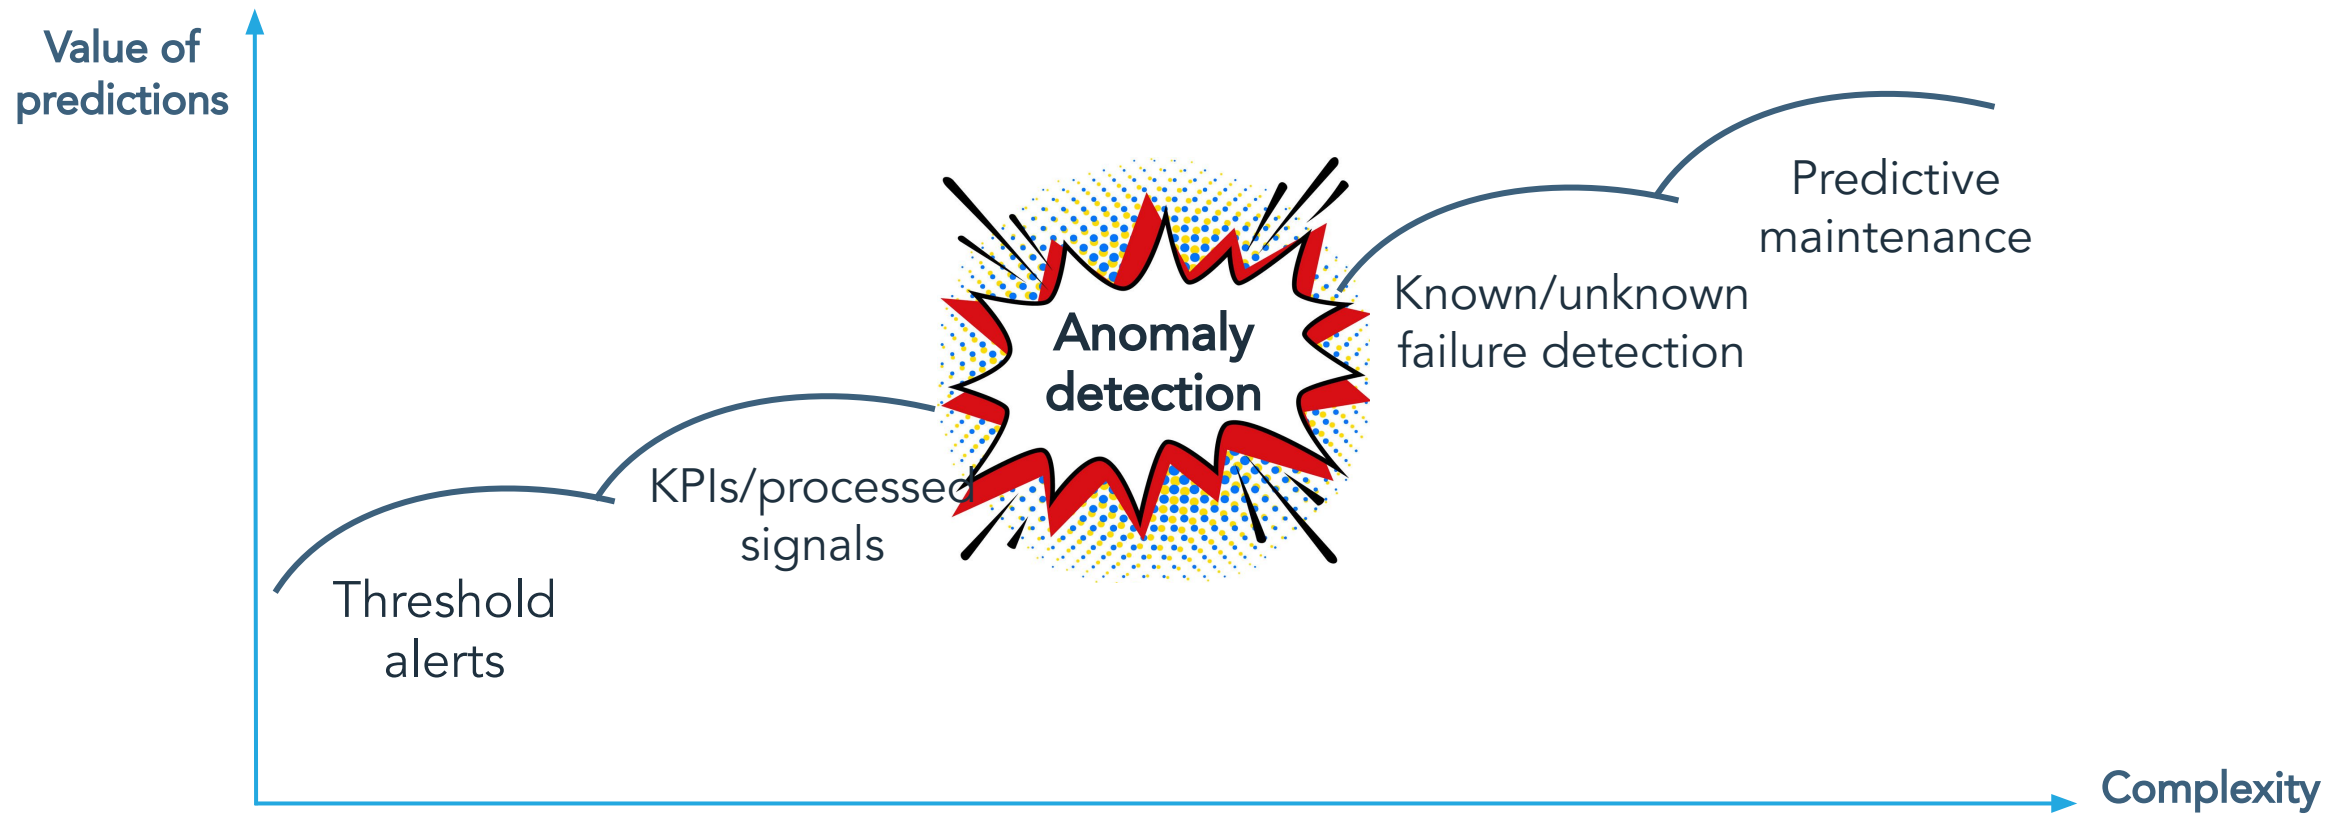 Value of
predictions
Predictive
maintenance
Known/unknown
failure detection
Anomaly
detection
KPIs/processed
signals
Threshold
alerts
Complexity